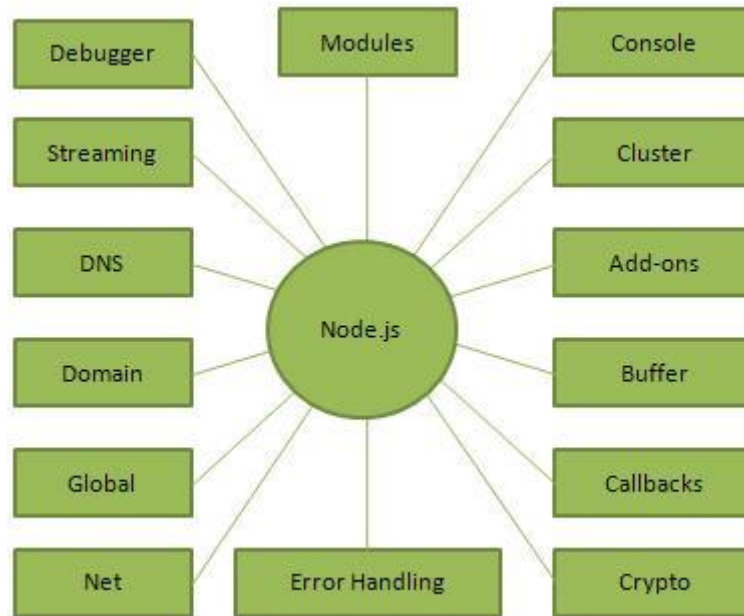 Debugger
Modules
Console
Streaming
Cluster
DNS
Add-ons
Node.js
Domain
Buffer
Global
Callbacks
Net
Error Handling
Crypto